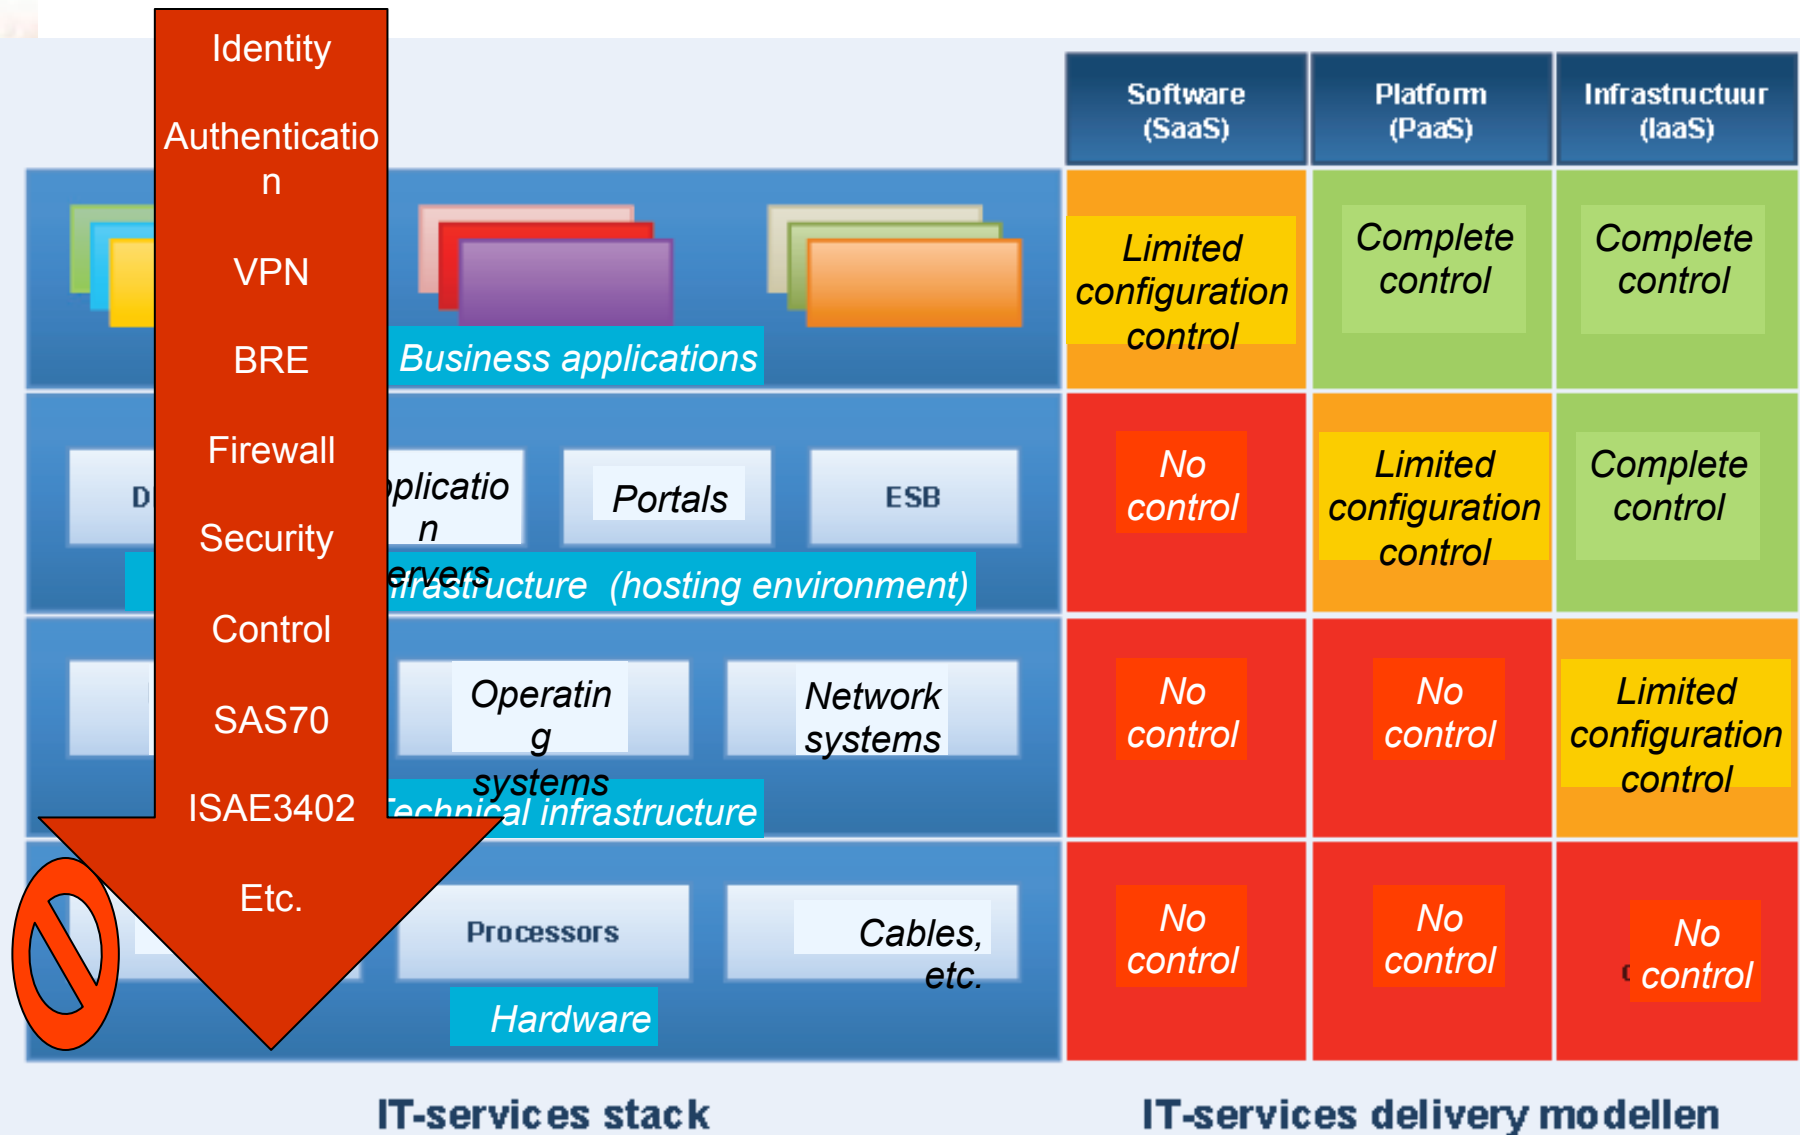 Identity
Authenticatio
n
VPN
BRE
Firewall
Security
Control
SAS70
ISAE3402
Etc.
Software
(SaaS)
Platform
(PaaS)
Infrastructuur
(IaaS)
Business applications
Limited
configuration
control
Complete
control
Complete
control
D
plicatio
n
ervers
Portals
ESB
frastructure (hosting environment)
No
control
Limited
configuration
control
Complete
control
Operatin
g
systems
Network
systems
Technical infrastructure
No
control
No
control
Limited
configuration
control
Processors
Cables,
etc.
Hardware
No
control
No
control
No
control
IT-services stack
IT-services delivery modellen